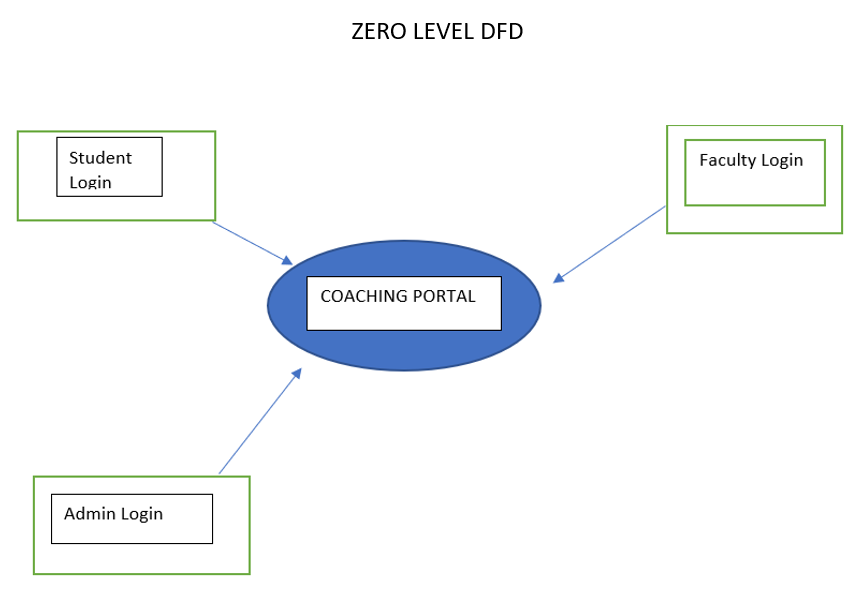 ZERO LEVEL DFD
Student
Login
Faculty Login
COACHING PORTAL
Admin Login